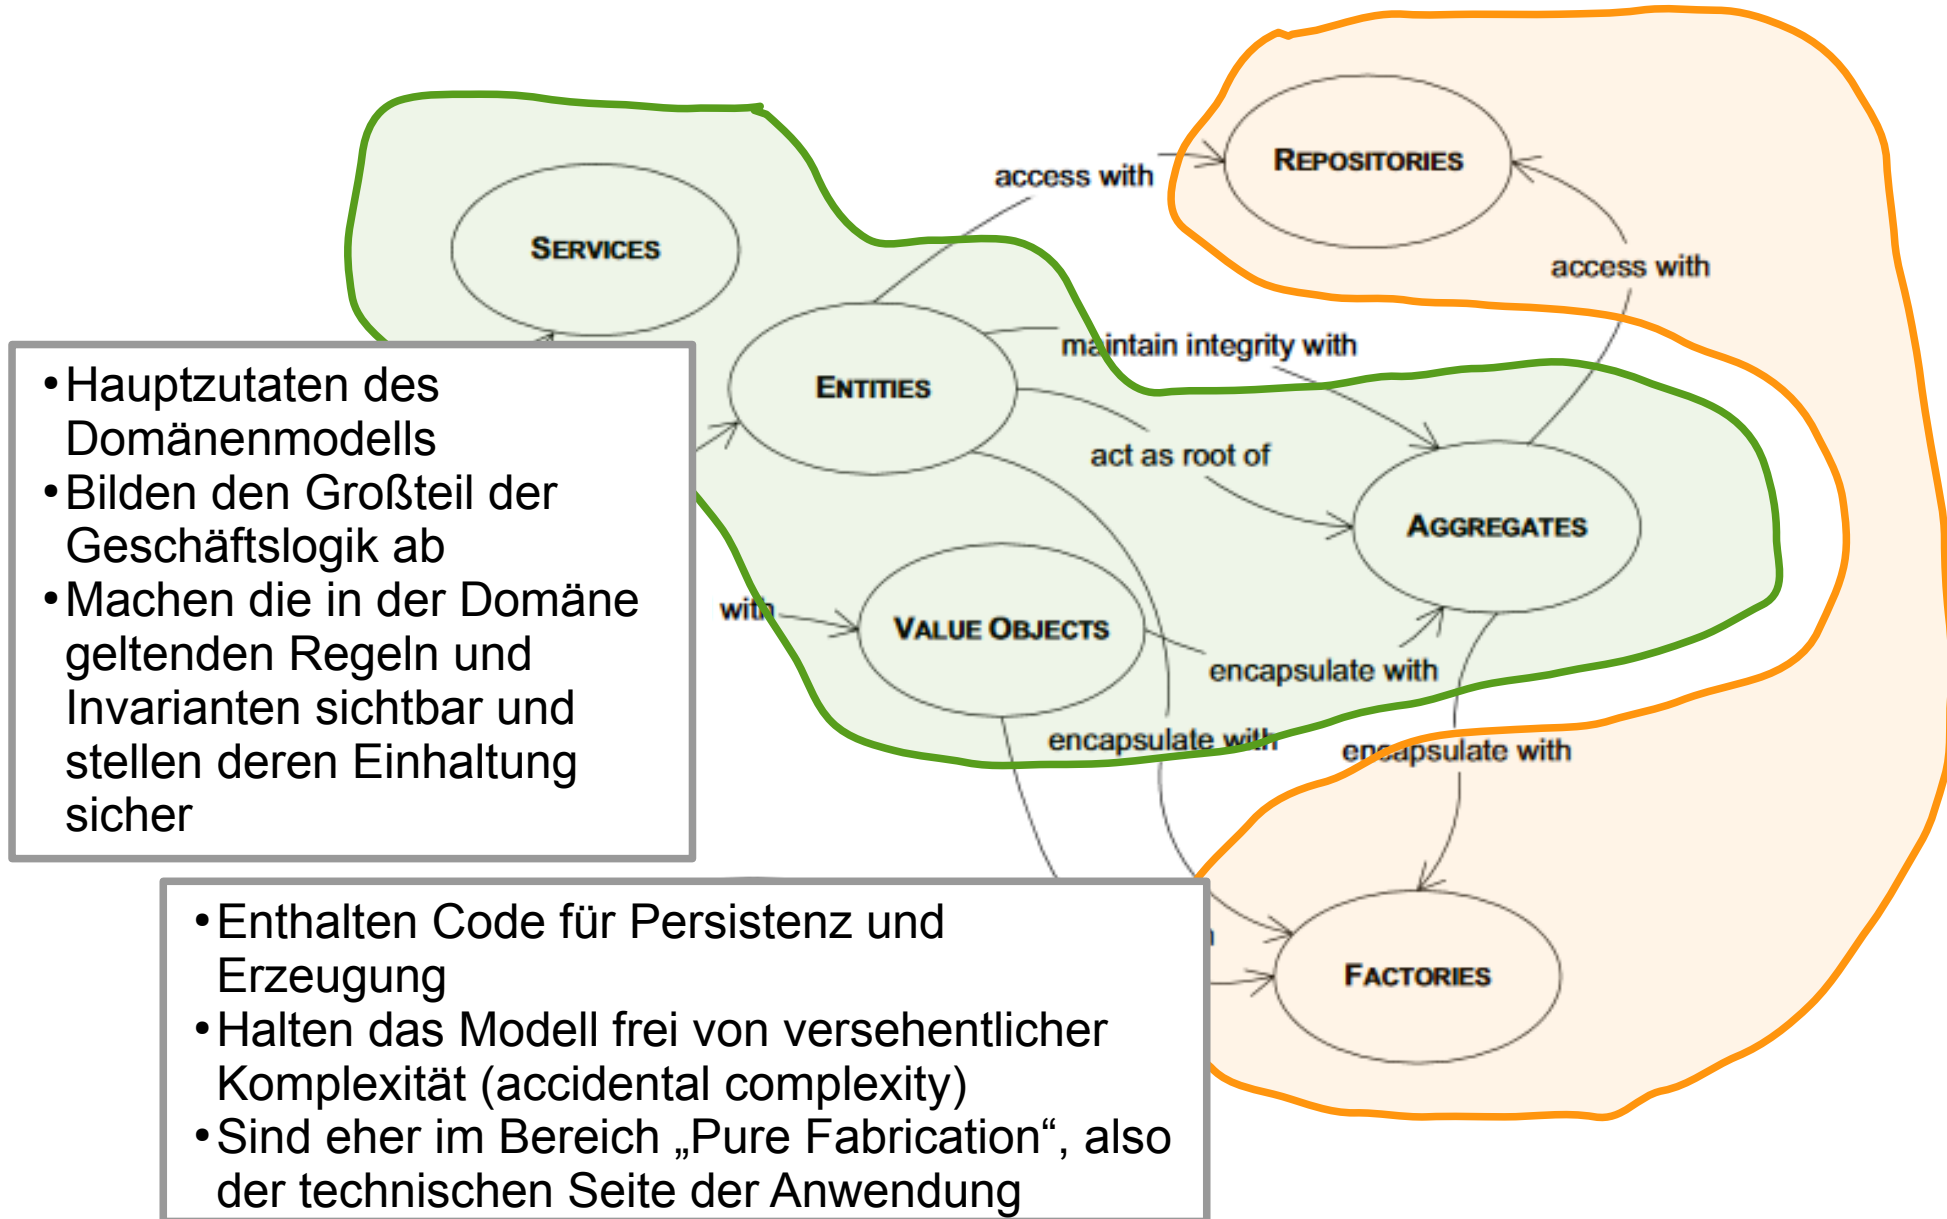 REPOSITORIES
access with
SERVICES
access with
maintain integrity with
ENTITIES
act as root of
AGGREGATES
with
VALUE OBJECTS
encapsulate with
encapsulate with
encapsulate with
FACTORIES
•Hauptzutaten des
Domänenmodells
•Bilden den Großteil der
Geschäftslogik ab
•Machen die in der Domäne
geltenden Regeln und
Invarianten sichtbar und
stellen deren Einhaltung
sicher
•Enthalten Code für Persistenz und
Erzeugung
•Halten das Modell frei von versehentlicher
Komplexität (accidental complexity)
•Sind eher im Bereich „Pure Fabrication“, also
der technischen Seite der Anwendung